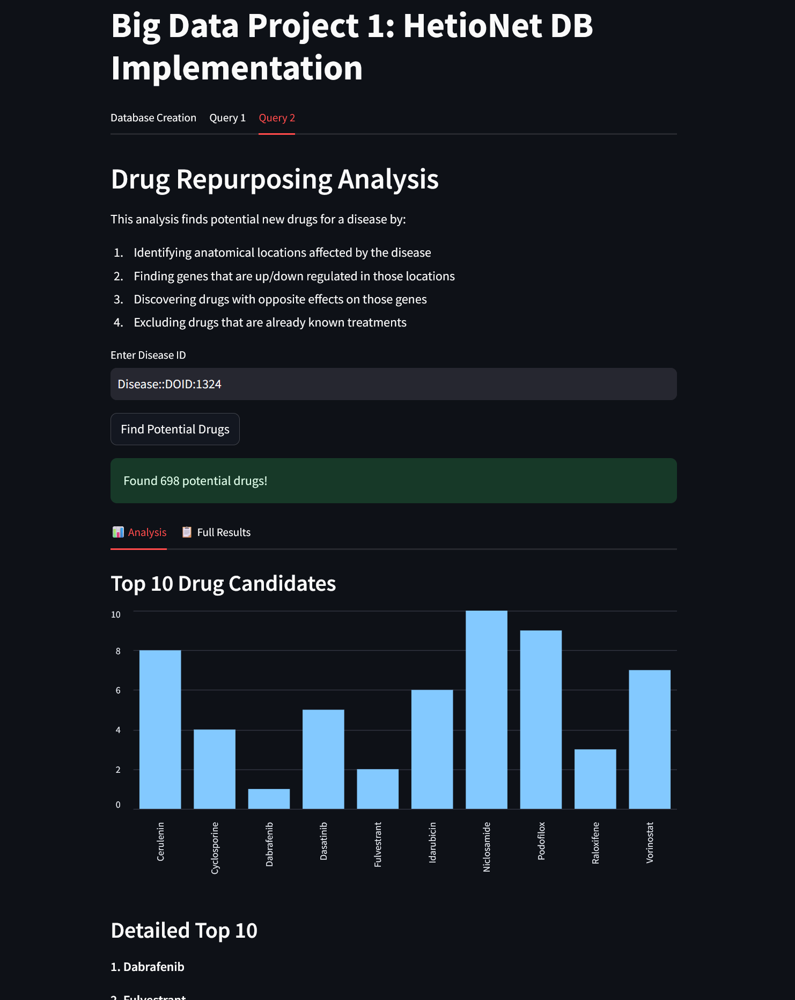 Big Data Project 1: HetioNet DB
Implementation
Database Creation Query 1 Query 2
Drug Repurposing Analysis
This analysis finds potential new drugs for a disease by:
1. Identifying anatomical locations affected by the disease
2. Finding genes that are up/down regulated in those locations
3. Discovering drugs with opposite effects on those genes
4. Excluding drugs that are already known treatments
Enter Disease ID
Disease::DOID:1324
Find Potential Drugs
Found 698 potential drugs!
Analysis Full Results
Top 10 Drug Candidates
10
8
6
4
2
0
Cerulenin
Cyclosporine
Dabrafenib
Dasatinib
Fulvestrant
Idarubicin
Niclosamide
Podofilox
Raloxifene
Vorinostat
Detailed Top 10
1. Dabrafenib
2. Fulvestrant